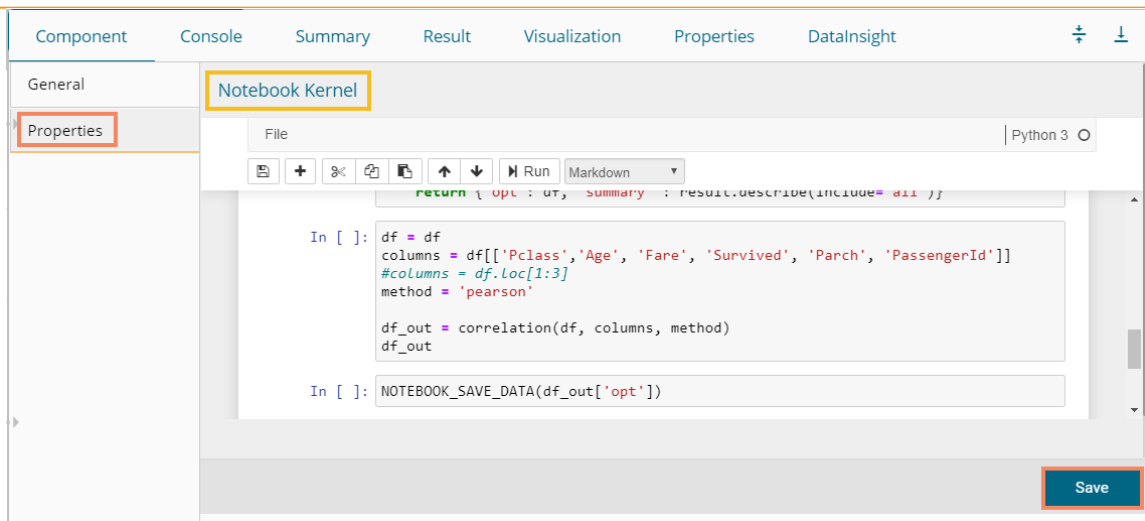 Component Console Summary Result Visualization Properties DataInsight
General
Properties
Notebook Kernel
File Python 3
Run Markdown
return { 'opt': df, 'summary' : result.describe(include='all')}
In [ ]: df = df
columns = df[['Pclass','Age', 'Fare', 'Survived', 'Parch', 'PassengerId']]
#columns = df.loc[1:3]
method = 'pearson'
df_out = correlation(df, columns, method)
df_out
In [ ]: NOTEBOOK_SAVE_DATA(df_out['opt'])
Save